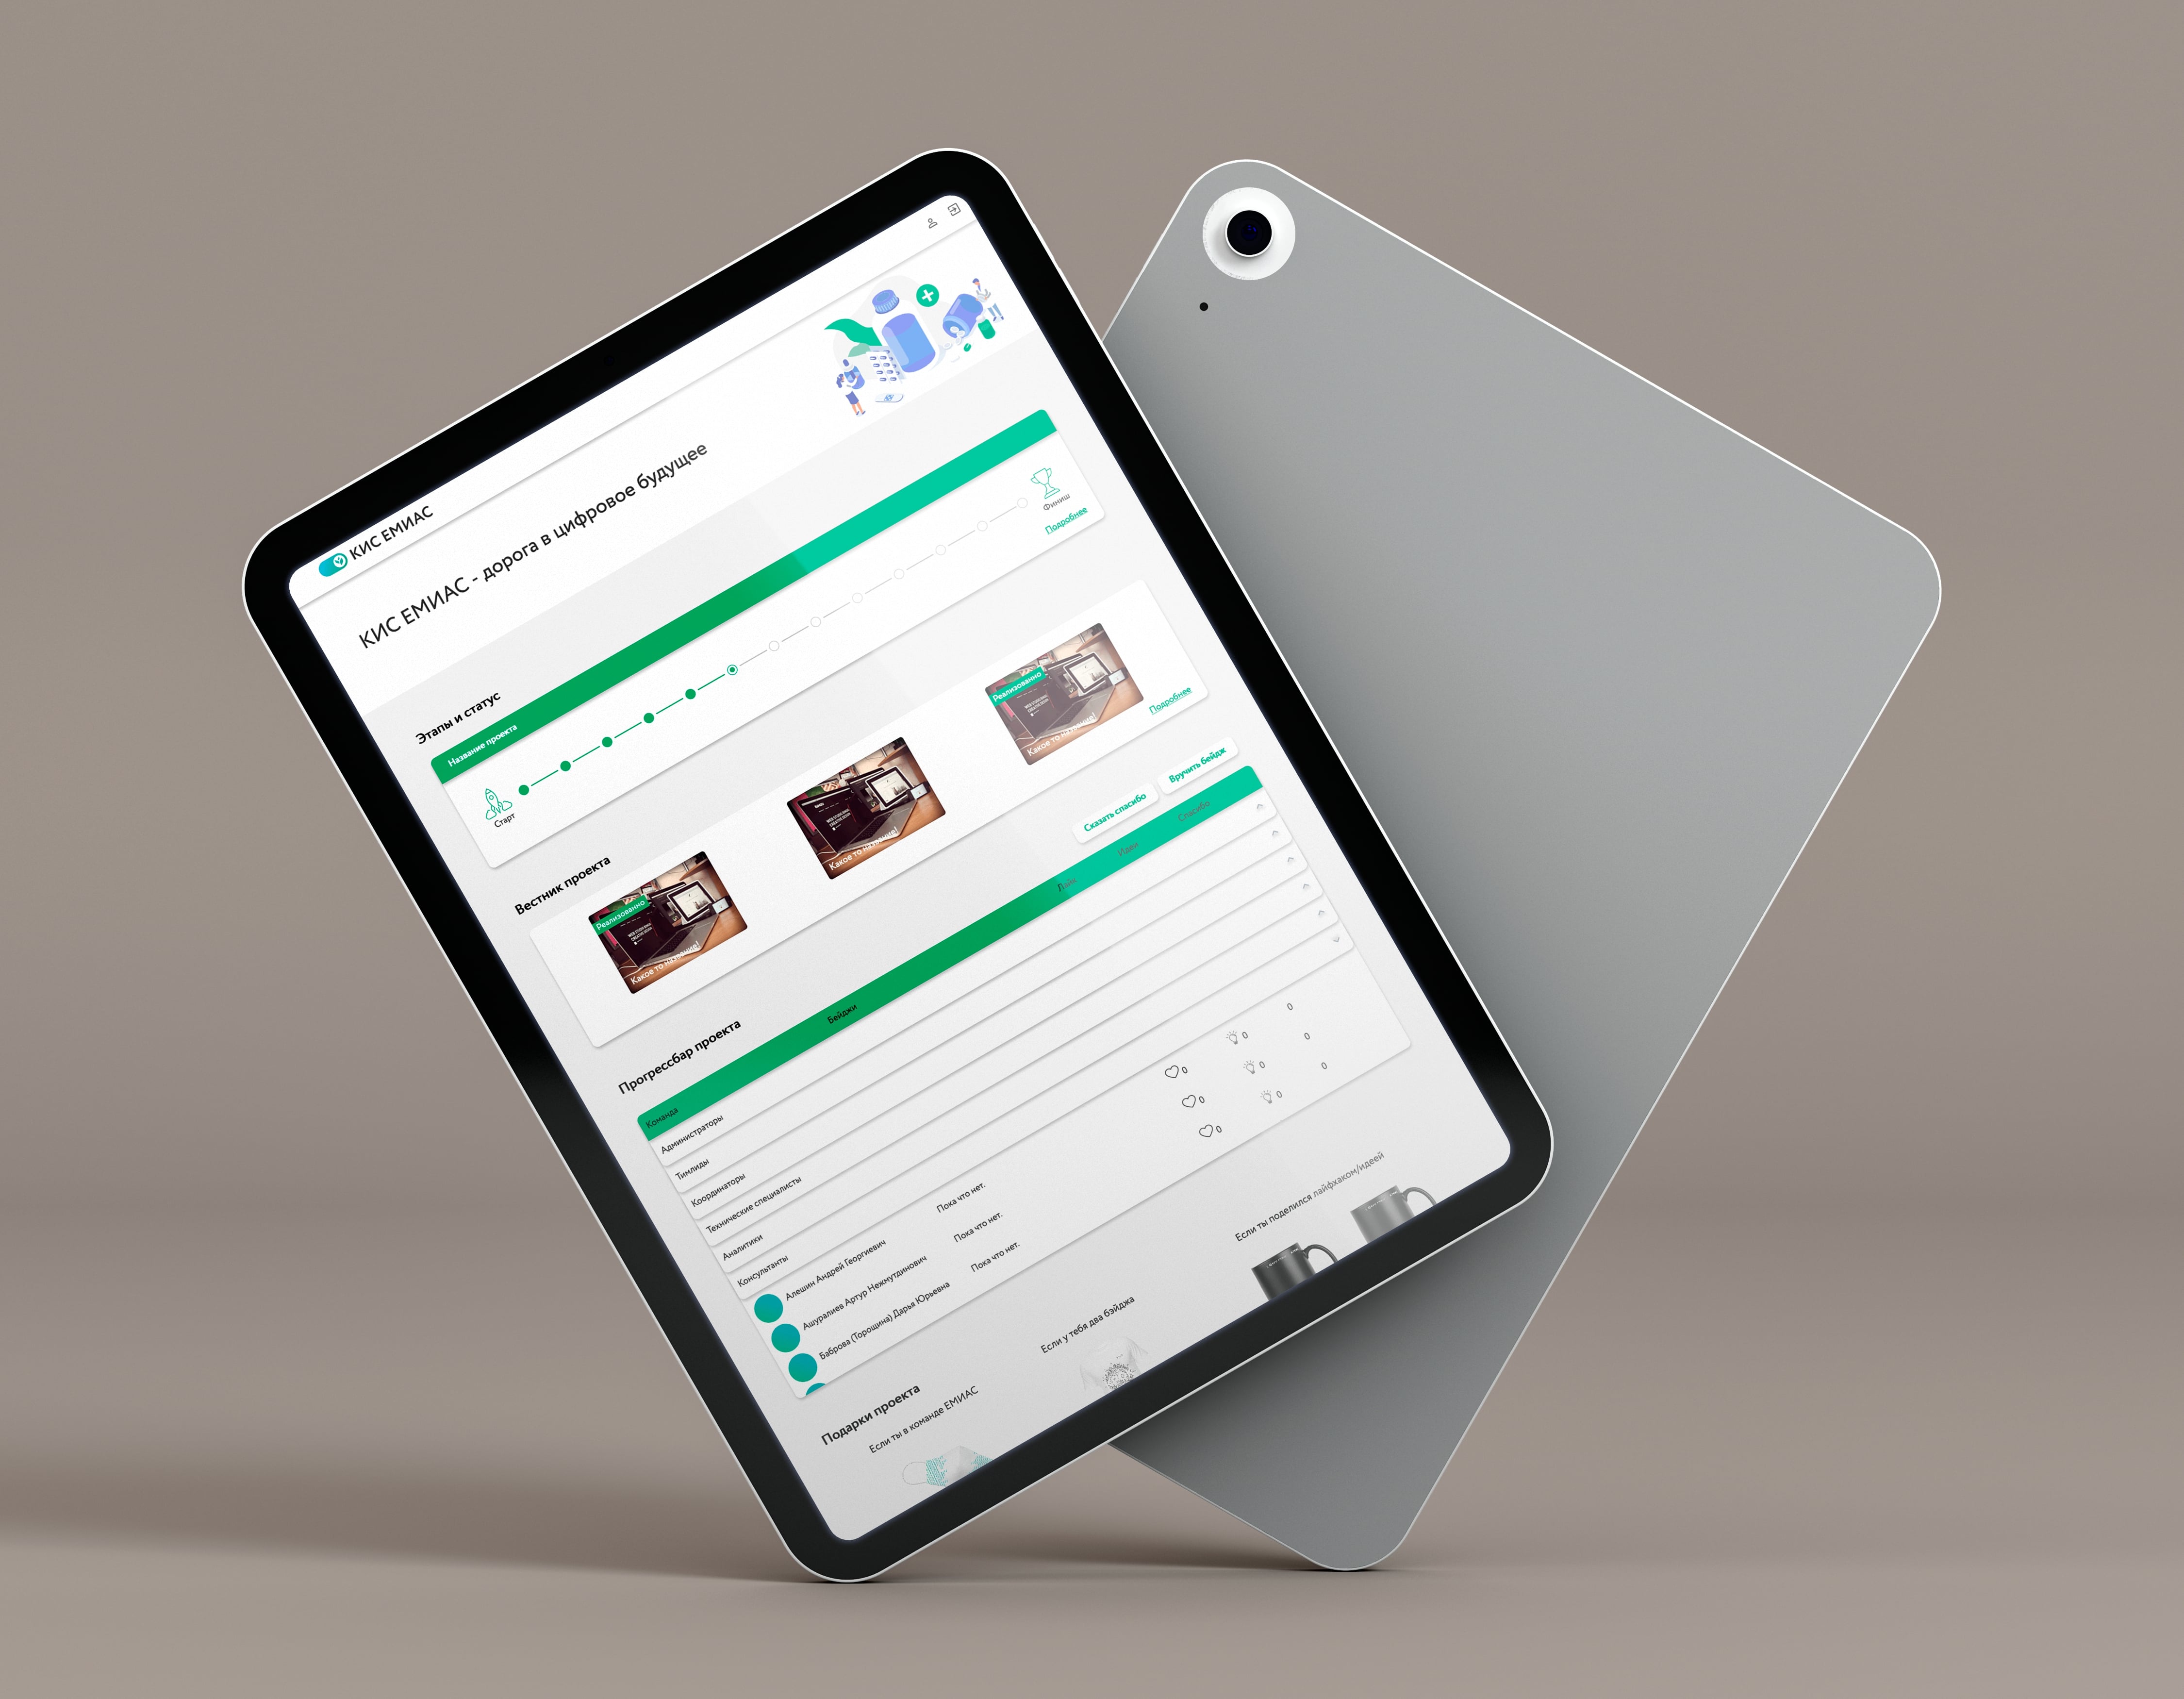 КИС ЕМИАС
КИС ЕМИАС - дорога в цифровое будущее
Этапы и статус
Название проекта
Старт
Финиш
Подробнее
Вестник проекта
Реализованно
Какое то название!
Какое то название!
Реализованно
Какое то название!
Подробнее
Прогрессбар проекта
Сказать спасибо
Вручить бейдж
Команда
Бейджи
Лайк
Идеи
Спасибо
Администраторы
Тимлиды
Координаторы
Технические специалисты
Аналитики
Консультанты
Алешин Андрей Георгиевич Пока что нет. 0 0 0
Ашуралиев Артур Нежмутдинович Пока что нет. 0 0 0
Баброва (Торощина) Дарья Юрьевна Пока что нет. 0 0 0
Подарки проекта
Если ты в команде ЕМИАС
Если у тебя два бэйджа
Если ты поделился лайфхаком/идеей